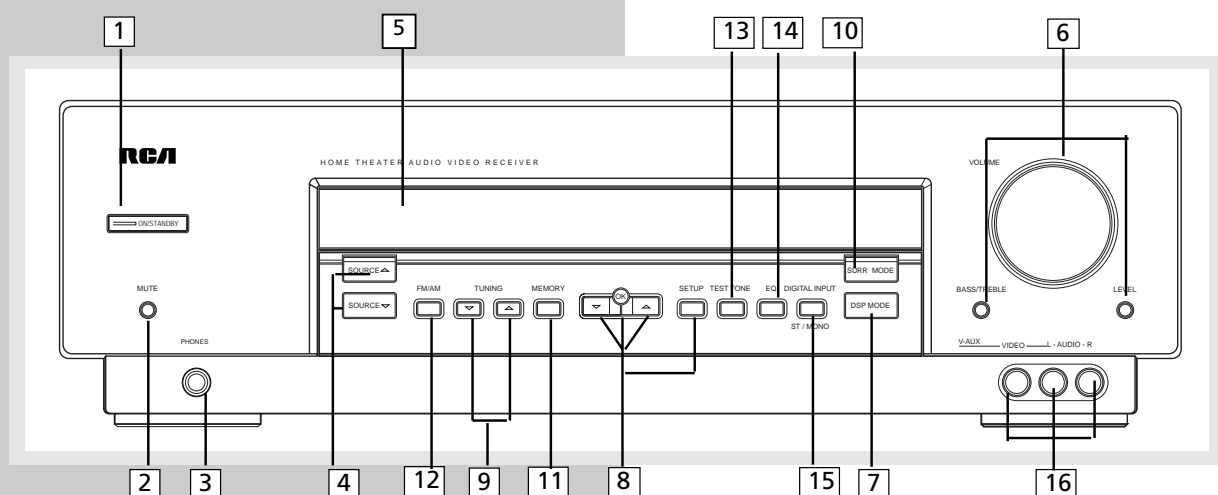 1
5
13
14
10
6
RCA
HOME THEATER AUDIO VIDEO RECEIVER
VOLUME
ON/STANDBY
SOURCE
SURR MODE
MUTE
FM/AM
TUNING
MEMORY
OK
SETUP
TEST TONE
EQ
DIGITAL INPUT
BASS/TREBLE
LEVEL
SOURCE
DSP MODE
ST / MONO
PHONES
V-AUX
VIDEO
L - AUDIO - R
2
3
4
12
9
11
8
15
7
16